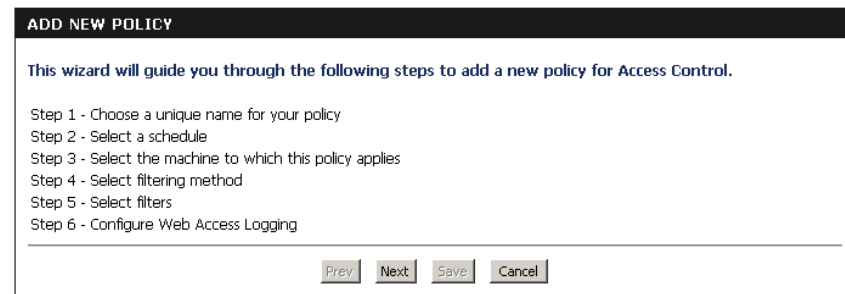 ADD NEW POLICY
This wizard will guide you through the following steps to add a new policy for Access Control.
Step 1 - Choose a unique name for your policy
Step 2 - Select a schedule
Step 3 - Select the machine to which this policy applies
Step 4 - Select filtering method
Step 5 - Select filters
Step 6 - Configure Web Access Logging
Prev Next Save Cancel